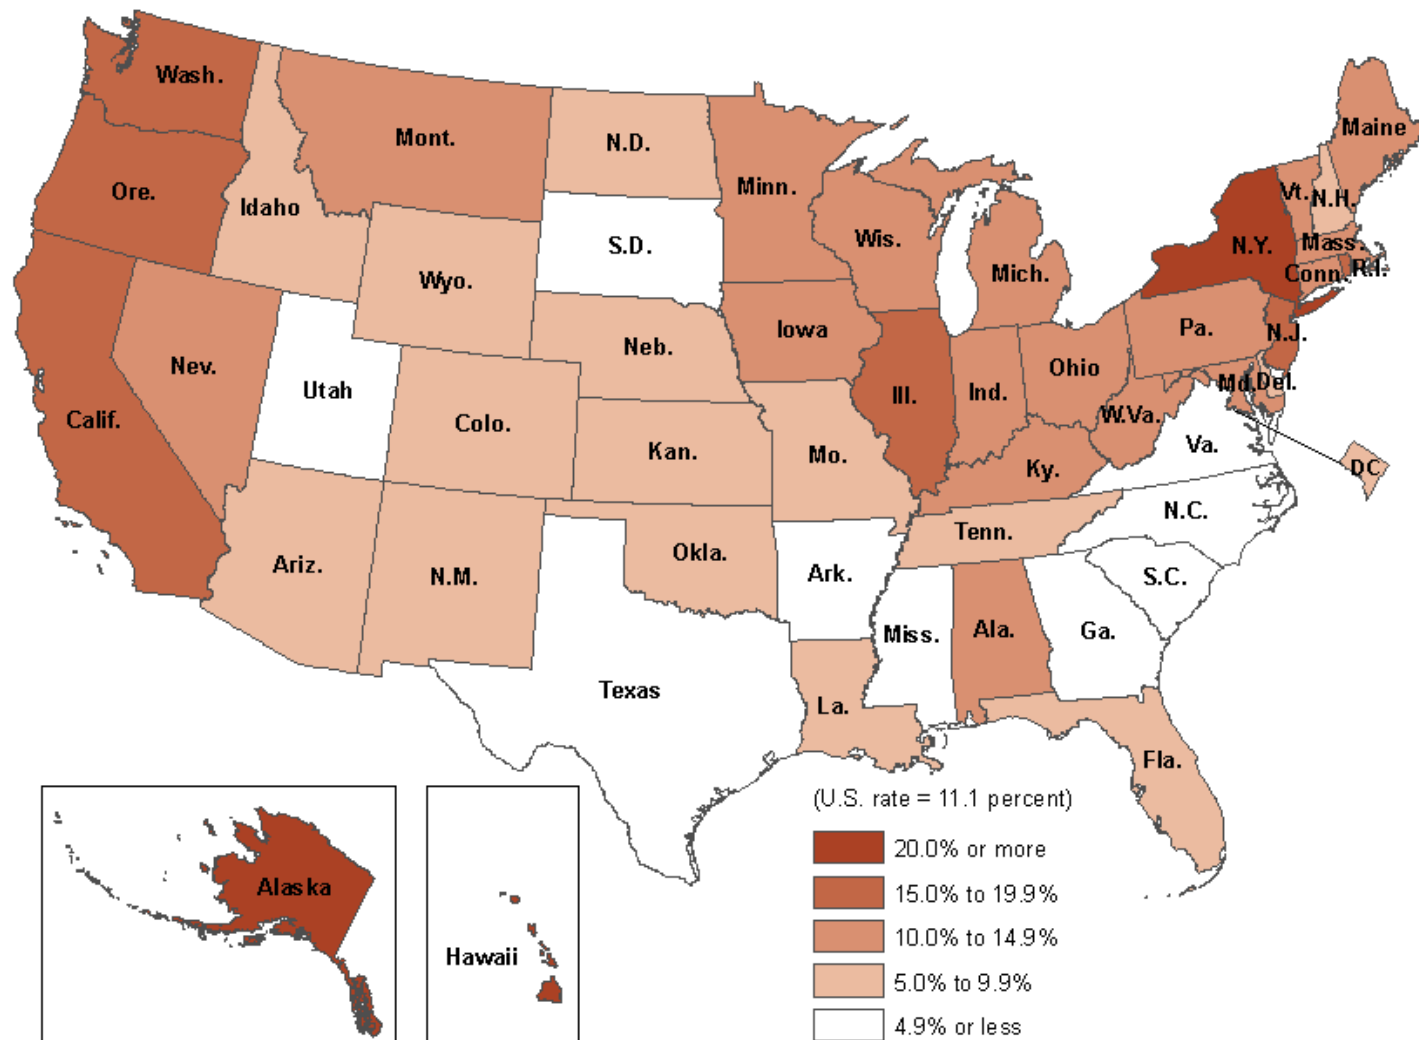 Wash.
Mont.
N.D.
Minn.
Maine
Ore.
Idaho
S.D.
Wis.
Mich.
Vt.
N.H.
N.Y.
Mass.
Conn.
R.I.
Wyo.
Iowa
Pa.
N.J.
Nev.
Neb.
Ohio
Utah
Ill.
Ind.
Md.
Del.
Calif.
Colo.
Kan.
Mo.
W.Va.
Va.
Ky.
DC
N.C.
Tenn.
Ariz.
N.M.
Okla.
Ark.
S.C.
Miss.
Ala.
Ga.
Texas
La.
Fla.
Alaska
Hawaii
(U.S. rate = 11.1 percent)
20.0% or more
15.0% to 19.9%
10.0% to 14.9%
5.0% to 9.9%
4.9% or less